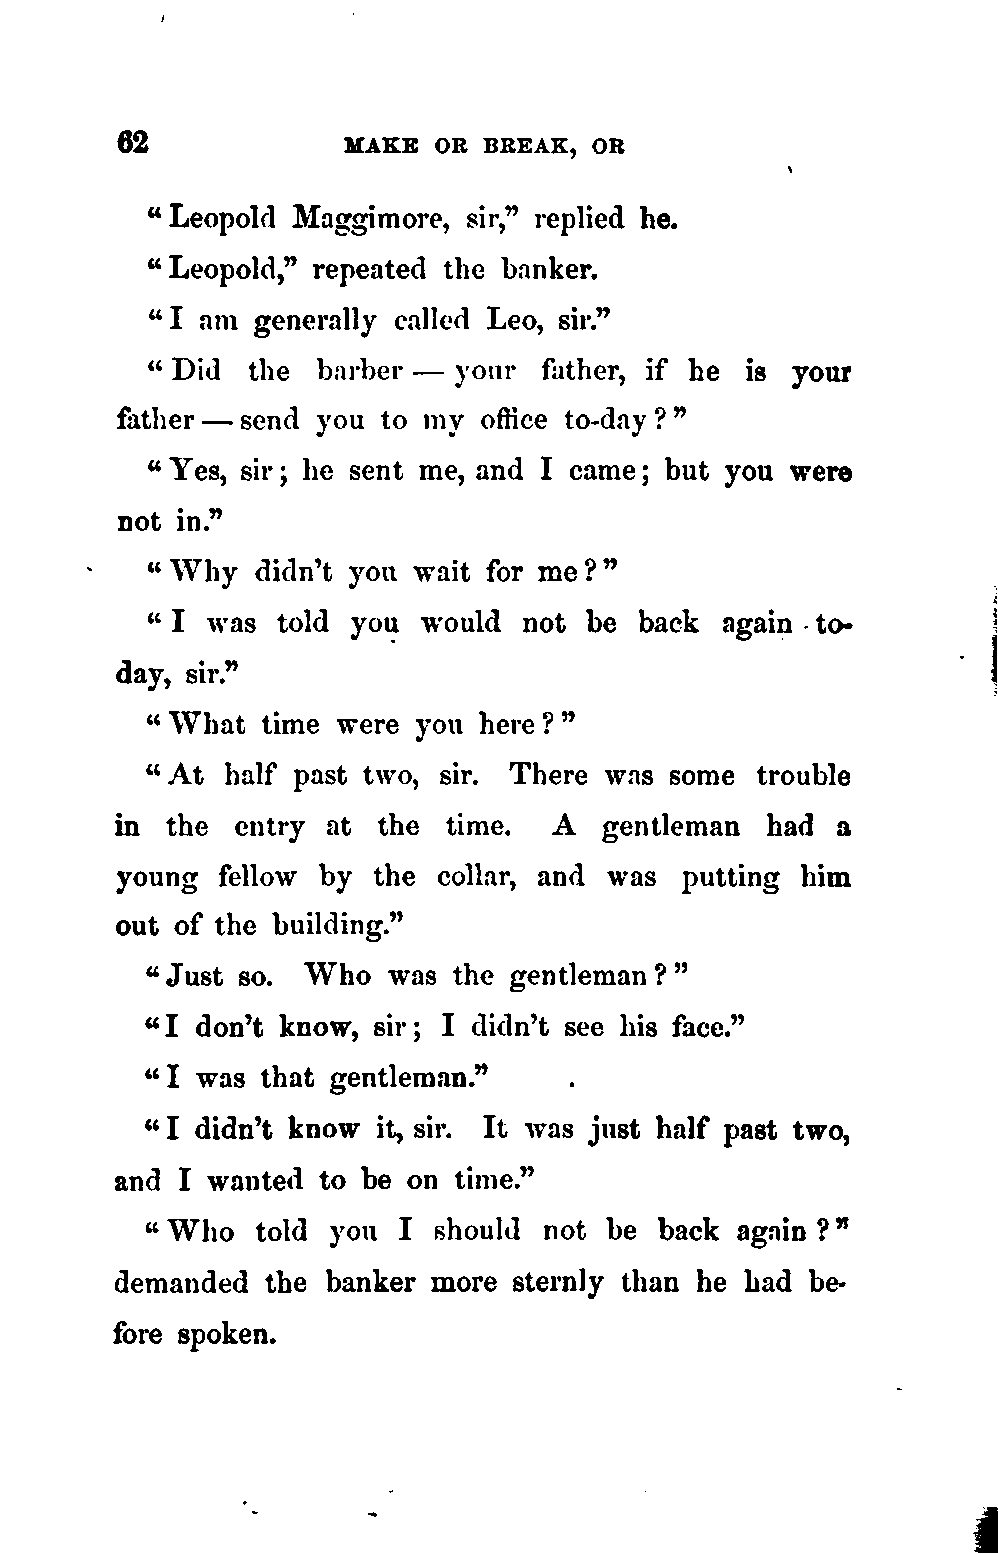 62 MAKE OR BREAK, OR
“Leopold Maggimore, sir,” replied he.
“Leopold,” repeated the banker.
“I am generally called Leo, sir.”
“Did the barber — your father, if he is your
father — send you to my office to-day?”
“Yes, sir; he sent me, and I came; but you were
not in.”
“Why didn’t you wait for me?”
“I was told you would not be back again to-
day, sir.”
“What time were you here?”
“At half past two, sir. There was some trouble
in the entry at the time. A gentleman had a
young fellow by the collar, and was putting him
out of the building.”
“Just so. Who was the gentleman?”
“I don’t know, sir; I didn’t see his face.”
“I was that gentleman.”
“I didn’t know it, sir. It was just half past two,
and I wanted to be on time.”
“Who told you I should not be back again?”
demanded the banker more sternly than he had be-
fore spoken.